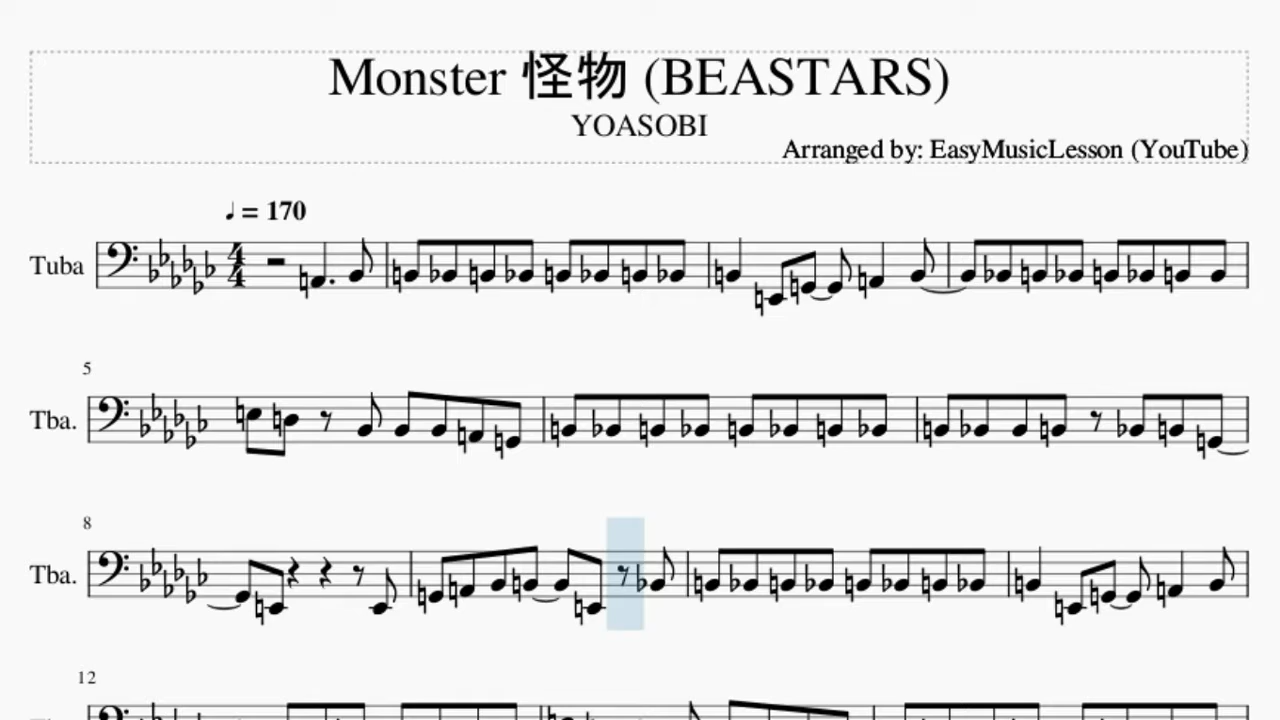 Monster 怪物 (BEASTARS)
YOASOBI
Arranged by: EasyMusicLesson (YouTube)
♩ = 170
Tuba
5
Tba.
8
Tba.
12